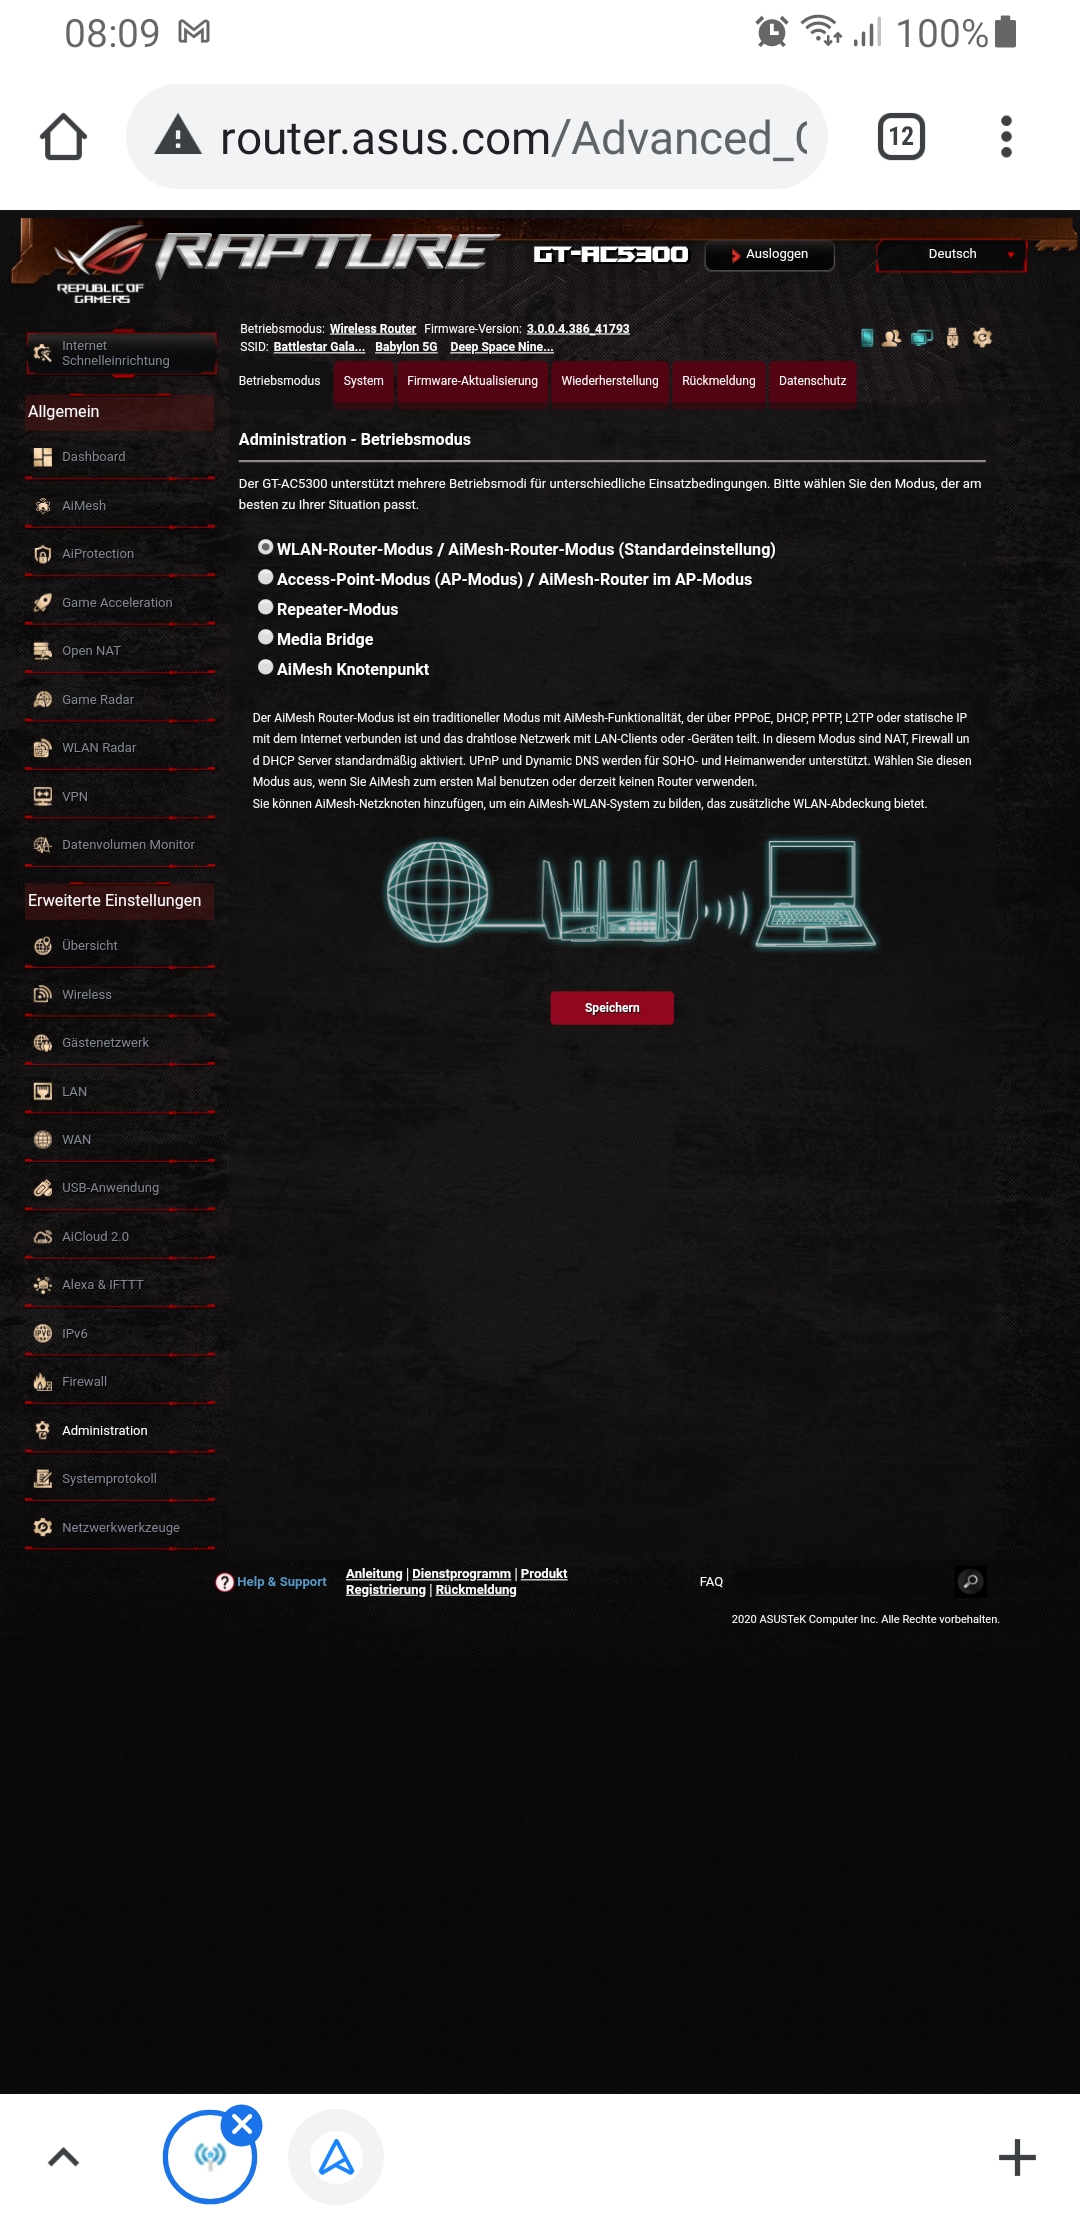 08:09
100%
router.asus.com/Advanced_
12
RAPTURE
REPUBLIC OF
GAMERS
GT-AC5300
Ausloggen
Deutsch
Betriebsmodus: Wireless Router Firmware-Version: 3.0.0.4.386_41793
SSID: Battlestar Gala... Babylon 5G Deep Space Nine...
Internet
Schnelleinrichtung
Betriebsmodus
System
Firmware-Aktualisierung
Wiederherstellung
Rückmeldung
Datenschutz
Allgemein
Dashboard
AiMesh
AiProtection
Game Acceleration
Open NAT
Game Radar
WLAN Radar
VPN
Datenvolumen Monitor
Erweiterte Einstellungen
Übersicht
Wireless
Gästenetzwerk
LAN
WAN
USB-Anwendung
AiCloud 2.0
Alexa & IFTTT
IPv6
Firewall
Administration
Systemprotokoll
Netzwerkwerkzeuge
Administration - Betriebsmodus
Der GT-AC5300 unterstützt mehrere Betriebsmodi für unterschiedliche Einsatzbedingungen. Bitte wählen Sie den Modus, der am
besten zu Ihrer Situation passt.
WLAN-Router-Modus / AiMesh-Router-Modus (Standardeinstellung)
Access-Point-Modus (AP-Modus) / AiMesh-Router im AP-Modus
Repeater-Modus
Media Bridge
AiMesh Knotenpunkt
Der AiMesh Router-Modus ist ein traditioneller Modus mit AiMesh-Funktionalität, der über PPPoE, DHCP, PPTP, L2TP oder statische IP
mit dem Internet verbunden ist und das drahtlose Netzwerk mit LAN-Clients oder -Geräten teilt. In diesem Modus sind NAT, Firewall un
d DHCP Server standardmäßig aktiviert. UPnP und Dynamic DNS werden für SOHO- und Heimanwender unterstützt. Wählen Sie diesen
Modus aus, wenn Sie AiMesh zum ersten Mal benutzen oder derzeit keinen Router verwenden.
Sie können AiMesh-Netzknoten hinzufügen, um ein AiMesh-WLAN-System zu bilden, das zusätzliche WLAN-Abdeckung bietet.
Speichern
Help & Support
Anleitung | Dienstprogramm | Produkt
Registrierung | Rückmeldung
FAQ
2020 ASUSTeK Computer Inc. Alle Rechte vorbehalten.